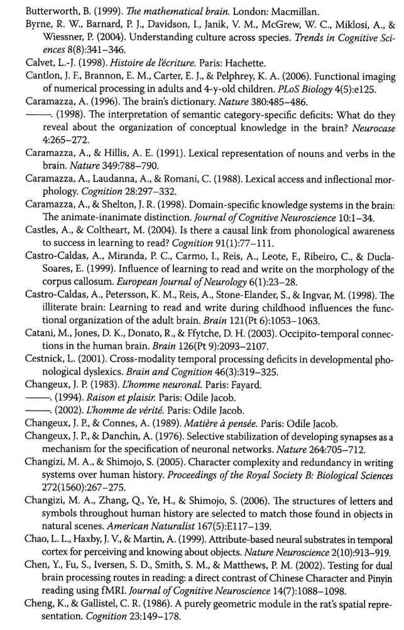 Butterworth, B. (1999). The mathematical brain. London: Macmillan.
Byrne, R. W., Barnard, P. J., Davidson, I., Janik, V. M., McGrew, W. C., Miklosi, A., &
Wiessner, P. (2004). Understanding culture across species. Trends in Cognitive Sci-
ences 8(8):341–346.
Calvet, L.-J. (1998). Histoire de l'écriture. Paris: Hachette.
Cantlon, J. F., Brannon, E. M., Carter, E. J., & Pelphrey, K. A. (2006). Functional imaging
of numerical processing in adults and 4-y-old children. PLoS Biology 4(5):e125.
Caramazza, A. (1996). The brain's dictionary. Nature 380:485–486.
———. (1998). The interpretation of semantic category-specific deficits: What do they
reveal about the organization of conceptual knowledge in the brain? Neurocase
4:265–272.
Caramazza, A., & Hillis, A. E. (1991). Lexical representation of nouns and verbs in the
brain. Nature 349:788–790.
Caramazza, A., Laudanna, A., & Romani, C. (1988). Lexical access and inflectional mor-
phology. Cognition 28:297–332.
Caramazza, A., & Shelton, J. R. (1998). Domain-specific knowledge systems in the brain:
The animate-inanimate distinction. Journal of Cognitive Neuroscience 10:1–34.
Castles, A., & Coltheart, M. (2004). Is there a causal link from phonological awareness
to success in learning to read? Cognition 91(1):77–111.
Castro-Caldas, A., Miranda, P. C., Carmo, I., Reis, A., Leote, F., Ribeiro, C., & Ducla-
Soares, E. (1999). Influence of learning to read and write on the morphology of the
corpus callosum. European Journal of Neurology 6(1):23–28.
Castro-Caldas, A., Petersson, K. M., Reis, A., Stone-Elander, S., & Ingvar, M. (1998). The
illiterate brain: Learning to read and write during childhood influences the func-
tional organization of the adult brain. Brain 121(Pt 6):1053–1063.
Catani, M., Jones, D. K., Donato, R., & Ffytche, D. H. (2003). Occipito-temporal connec-
tions in the human brain. Brain 126(Pt 9):2093–2107.
Cestnick, L. (2001). Cross-modality temporal processing deficits in developmental pho-
nological dyslexics. Brain and Cognition 46(3):319–325.
Changeux, J. P. (1983). L'homme neuronal. Paris: Fayard.
———. (1994). Raison et plaisir. Paris: Odile Jacob.
———. (2002). L'homme de vérité. Paris: Odile Jacob.
Changeux, J. P., & Connes, A. (1989). Matière à pensée. Paris: Odile Jacob.
Changeux, J. P., & Danchin, A. (1976). Selective stabilization of developing synapses as a
mechanism for the specification of neuronal networks. Nature 264:705–712.
Changizi, M. A., & Shimojo, S. (2005). Character complexity and redundancy in writing
systems over human history. Proceedings of the Royal Society B: Biological Sciences
272(1560):267–275.
Changizi, M. A., Zhang, Q., Ye, H., & Shimojo, S. (2006). The structures of letters and
symbols throughout human history are selected to match those found in objects in
natural scenes. American Naturalist 167(5):E117–139.
Chao, L. L., Haxby, J. V., & Martin, A. (1999). Attribute-based neural substrates in temporal
cortex for perceiving and knowing about objects. Nature Neuroscience 2(10):913–919.
Chen, Y., Fu, S., Iversen, S. D., Smith, S. M., & Matthews, P. M. (2002). Testing for dual
brain processing routes in reading: a direct contrast of Chinese Character and Pinyin
reading using fMRI. Journal of Cognitive Neuroscience 14(7):1088–1098.
Cheng, K., & Gallistel, C. R. (1986). A purely geometric module in the rat's spatial repre-
sentation. Cognition 23:149–178.